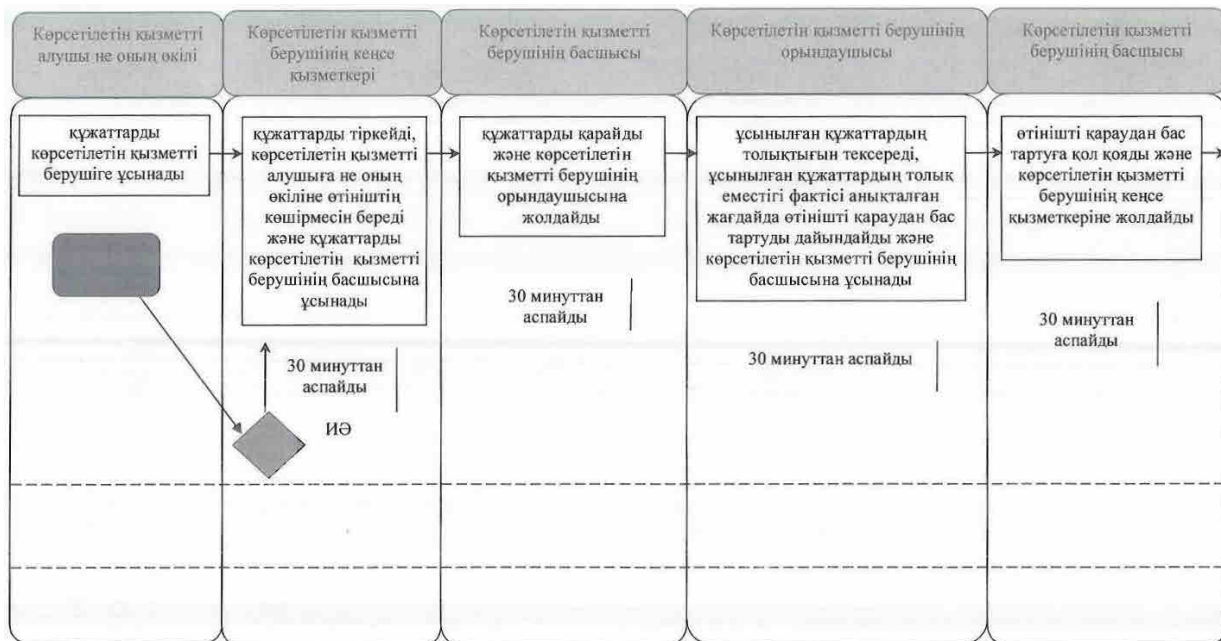 Көрсетілетін қызметті
алушы не оның өкілі
Көрсетілетін қызметті
берушінің кеңсе
қызметкері
Көрсетілетін қызметті
берушінің басшысы
Көрсетілетін қызметті берушінің
орындаушысы
Көрсетілетін қызметті
берушінің басшысы
құжаттарды
көрсетілетін қызметті
берушіге ұсынады
құжаттарды тіркейді,
көрсетілетін қызметті
алушыға не оның
өкіліне өтініштің
көшірмесін береді
және құжаттарды
көрсетілетін қызметті
берушінің басшысына
ұсынады
құжаттарды қарайды
және көрсетілетін
қызметті берушінің
орындаушысына
жолдайды
ұсынылған құжаттардың
толықтығын тексереді,
ұсынылған құжаттардың толық
еместігі фактісі анықталған
жағдайда өтінішті қараудан бас
тартуды дайындайды және
көрсетілетін қызметті берушінің
басшысына ұсынады
өтінішті қараудан бас
тартуға қол қояды және
көрсетілетін қызметті
берушінің кеңсе
қызметкеріне жолдайды
30 минуттан
аспайды
30 минуттан
аспайды
30 минуттан аспайды
30 минуттан
аспайды
ИӘ